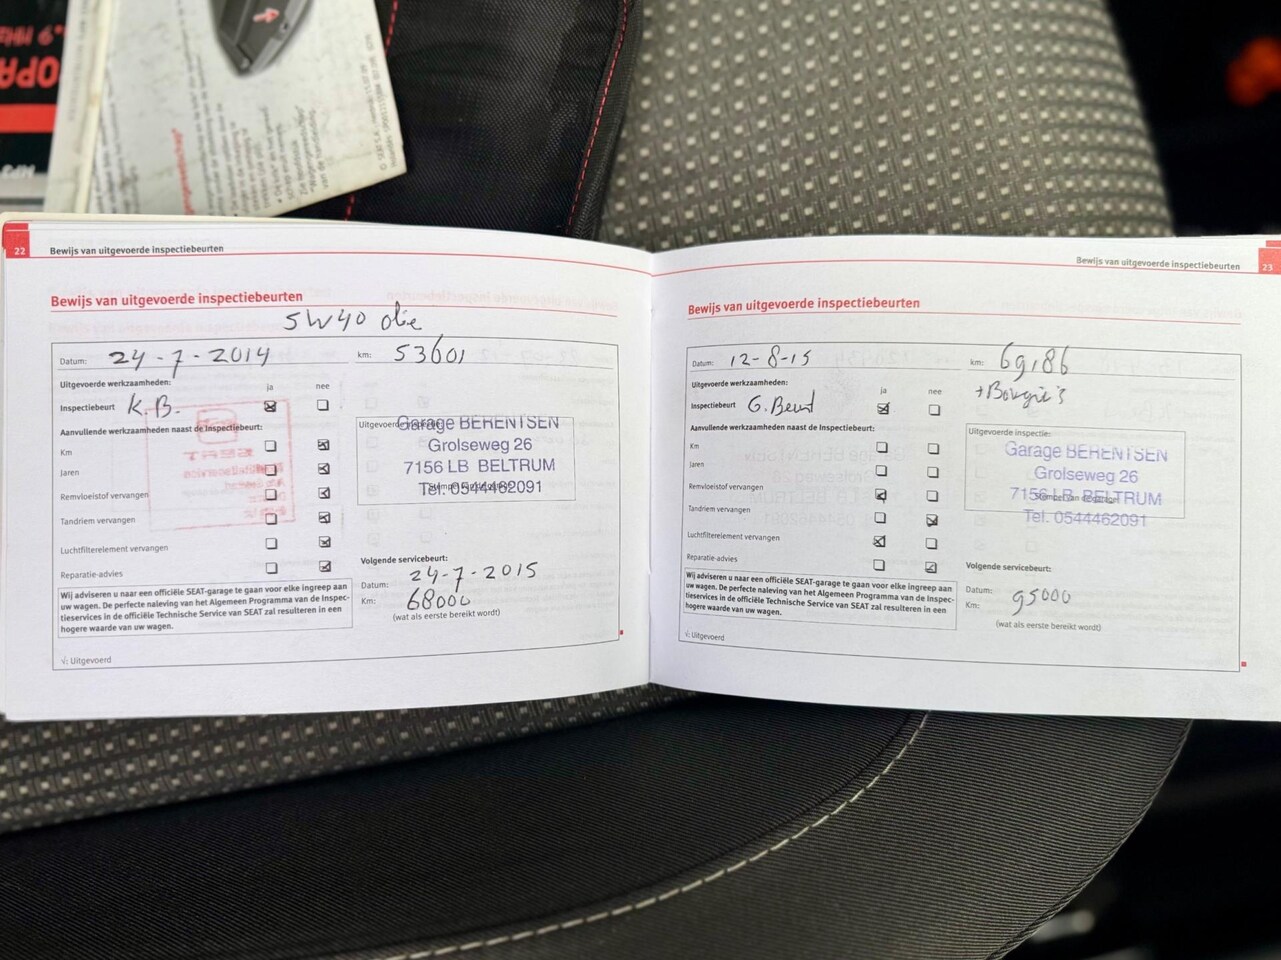 22
Bewijs van uitgevoerde inspectiebeurten
Bewijs van uitgevoerde inspectiebeurten
5W40 olie
Datum: 24-7-2014 km: 53601
Uitgevoerde werkzaamheden: ja nee
Inspectiebeurt K.B.
Aanvullende werkzaamheden naast de Inspectiebeurt:
Km
Jaren
Remvloeistof vervangen
Tandriem vervangen
Luchtfilterelement vervangen
Reparatie-advies
Garage BERENTSEN
Grolseweg 26
7156 LB BELTRUM
Tel. 0544462091
Volgende servicebeurt:
Datum: 24-7-2015
Km: 68000
(wat als eerste bereikt wordt)
Wij adviseren u naar een officiële SEAT-garage te gaan voor elke ingreep aan
uw wagen. De perfecte naleving van het Algemeen Programma van de Inspec-
tieservices in de officiële Technische Service van SEAT zal resulteren in een
hogere waarde van uw wagen.
√: Uitgevoerd
Bewijs van uitgevoerde inspectiebeurten
23
Bewijs van uitgevoerde inspectiebeurten
Datum: 12-8-15 km: 69186
Uitgevoerde werkzaamheden: ja nee
+ Bougie's
Inspectiebeurt G. Beurt
Aanvullende werkzaamheden naast de Inspectiebeurt:
Km
Jaren
Remvloeistof vervangen
Tandriem vervangen
Luchtfilterelement vervangen
Reparatie-advies
Uitgevoerde inspectie:
Garage BERENTSEN
Grolseweg 26
7156 LB BELTRUM
Tel. 0544462091
Volgende servicebeurt:
Datum:
Km: 95000
(wat als eerste bereikt wordt)
Wij adviseren u naar een officiële SEAT-garage te gaan voor elke ingreep aan
uw wagen. De perfecte naleving van het Algemeen Programma van de Inspec-
tieservices in de officiële Technische Service van SEAT zal resulteren in een
hogere waarde van uw wagen.
√: Uitgevoerd